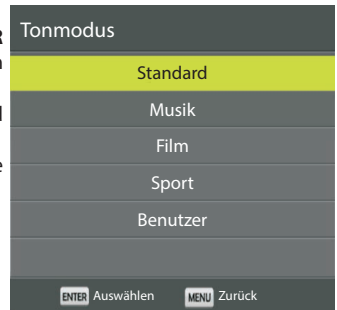 Tonmodus
Standard
Musik
Film
Sport
Benutzer
ENTER Auswählen MENU Zurück